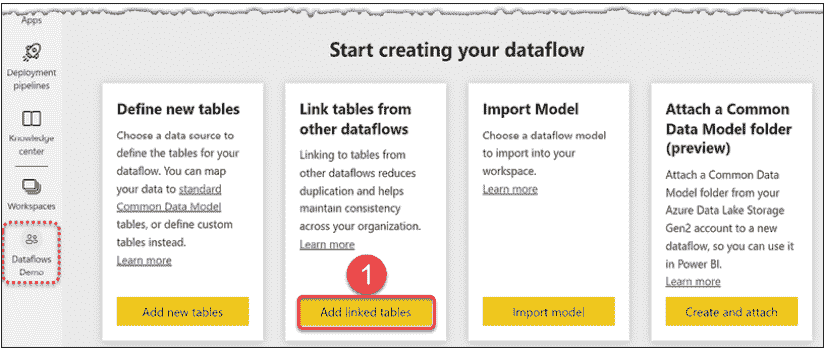 Apps
Deployment
pipelines
Knowledge
center
Workspaces
Dataflows
Demo
Start creating your dataflow
Define new tables
Choose a data source to
define the tables for your
dataflow. You can map
your data to standard
Common Data Model
tables, or define custom
tables instead.
Learn more
Add new tables
Link tables from
other dataflows
Linking to tables from
other dataflows reduces
duplication and helps
maintain consistency
across your organization.
Learn more
1
Add linked tables
Import Model
Choose a dataflow model
to import into your
workspace.
Learn more
Import model
Attach a Common
Data Model folder
(preview)
Attach a Common Data
Model folder from your
Azure Data Lake Storage
Gen2 account to a new
dataflow, so you can use it
in Power BI.
Learn more
Create and attach